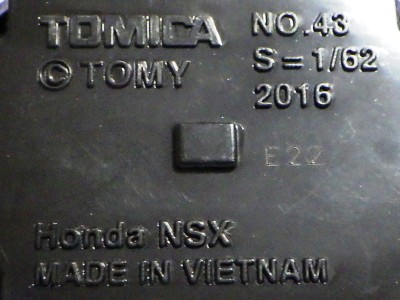 TOMICA NO.43
© TOMY S=1/62
2016
E22
Honda NSX
MADE IN VIETNAM